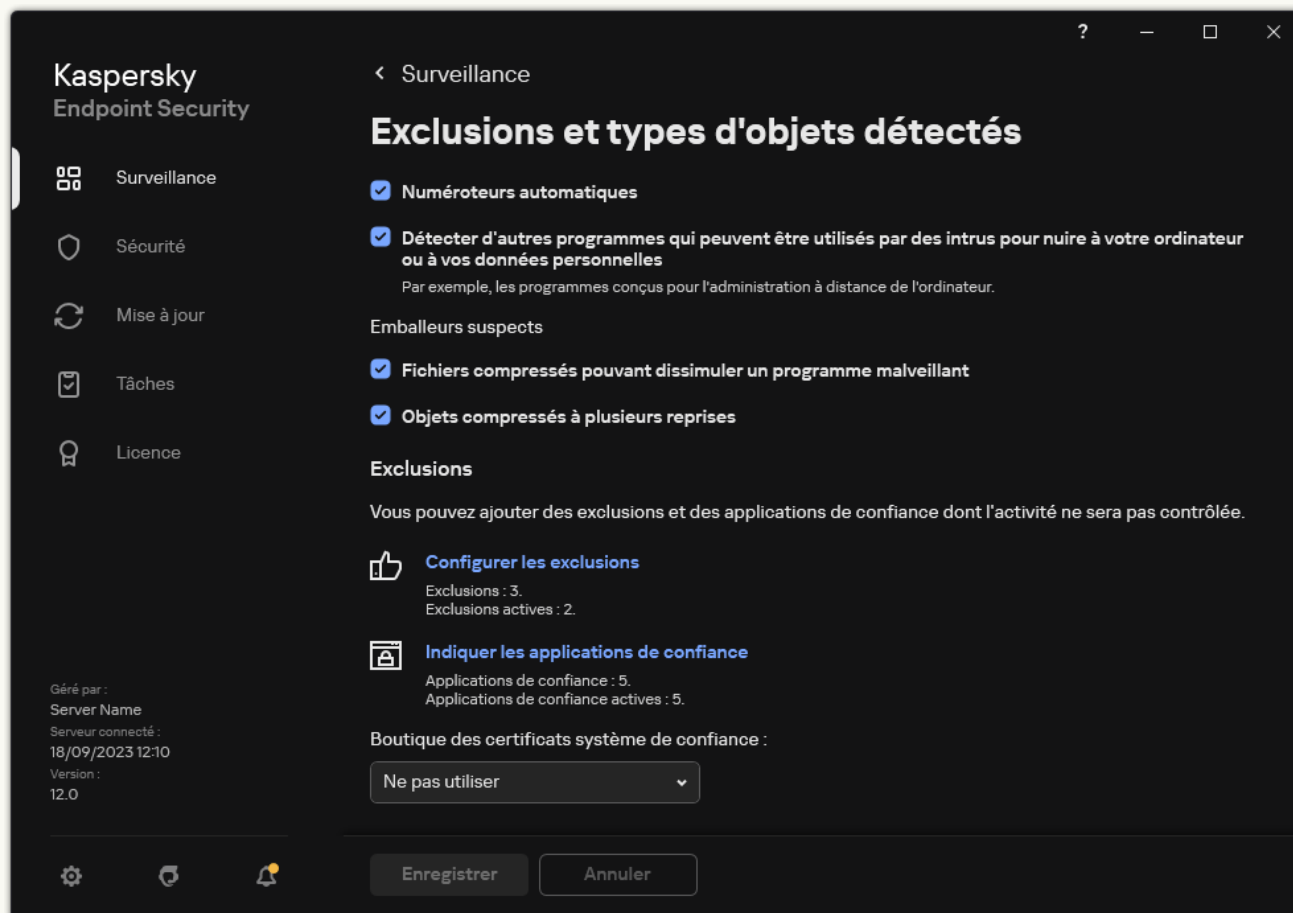 ?
Kaspersky
Endpoint Security
Surveillance
Sécurité
Mise à jour
Tâches
Licence
Géré par :
Server Name
Serveur connecté :
18/09/2023 12:10
Version :
12.0
Surveillance
Exclusions et types d'objets détectés
Numéroteurs automatiques
Détecter d'autres programmes qui peuvent être utilisés par des intrus pour nuire à votre ordinateur
ou à vos données personnelles
Par exemple, les programmes conçus pour l'administration à distance de l'ordinateur.
Emballeurs suspects
Fichiers compressés pouvant dissimuler un programme malveillant
Objets compressés à plusieurs reprises
Exclusions
Vous pouvez ajouter des exclusions et des applications de confiance dont l'activité ne sera pas contrôlée.
Configurer les exclusions
Exclusions : 3.
Exclusions actives : 2.
Indiquer les applications de confiance
Applications de confiance : 5.
Applications de confiance actives : 5.
Boutique des certificats système de confiance :
Ne pas utiliser
Enregistrer
Annuler